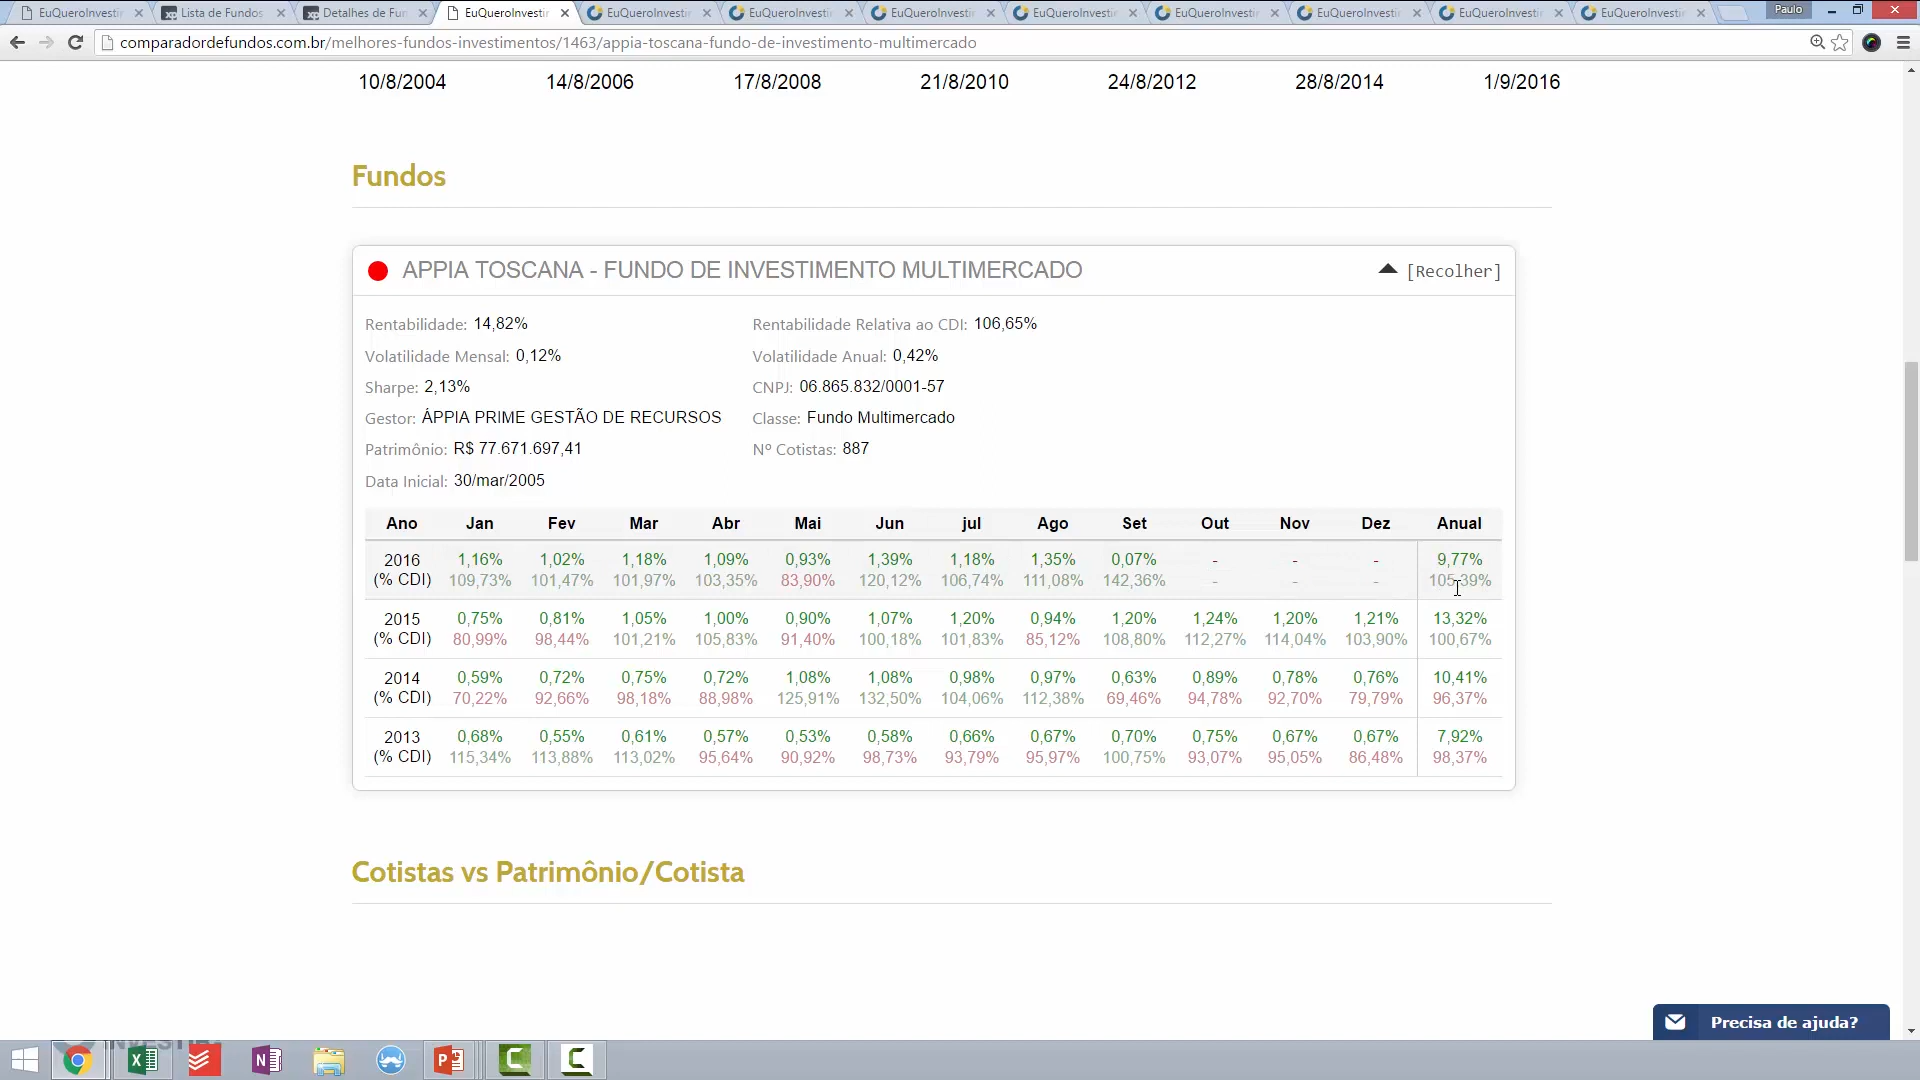 EuQueroInvestir
Lista de Fundos
Detalhes de Fun
EuQueroInvestir
EuQueroInvestir
EuQueroInvestir
EuQueroInvestir
EuQueroInvestir
EuQueroInvestir
EuQueroInvestir
EuQueroInvestir
EuQueroInvestir
Paulo
comparadordefundos.com.br/melhores-fundos-investimentos/1463/appia-toscana-fundo-de-investimento-multimercado
10/8/2004 14/8/2006 17/8/2008 21/8/2010 24/8/2012 28/8/2014 1/9/2016
Fundos
APPIA TOSCANA - FUNDO DE INVESTIMENTO MULTIMERCADO [Recolher]
Rentabilidade: 14,82% Rentabilidade Relativa ao CDI: 106,65%
Volatilidade Mensal: 0,12% Volatilidade Anual: 0,42%
Sharpe: 2,13% CNPJ: 06.865.832/0001-57
Gestor: ÁPPIA PRIME GESTÃO DE RECURSOS Classe: Fundo Multimercado
Patrimônio: R$ 77.671.697,41 Nº Cotistas: 887
Data Inicial: 30/mar/2005
Ano Jan Fev Mar Abr Mai Jun jul Ago Set Out Nov Dez Anual
2016 1,16% 1,02% 1,18% 1,09% 0,93% 1,39% 1,18% 1,35% 0,07% - - - 9,77%
(% CDI) 109,73% 101,47% 101,97% 103,35% 83,90% 120,12% 106,74% 111,08% 142,36% - - - 105,39%
2015 0,75% 0,81% 1,05% 1,00% 0,90% 1,07% 1,20% 0,94% 1,20% 1,24% 1,20% 1,21% 13,32%
(% CDI) 80,99% 98,44% 101,21% 105,83% 91,40% 100,18% 101,83% 85,12% 108,80% 112,27% 114,04% 103,90% 100,67%
2014 0,59% 0,72% 0,75% 0,72% 1,08% 1,08% 0,98% 0,97% 0,63% 0,89% 0,78% 0,76% 10,41%
(% CDI) 70,22% 92,66% 98,18% 88,98% 125,91% 132,50% 104,06% 112,38% 69,46% 94,78% 92,70% 79,79% 96,37%
2013 0,68% 0,55% 0,61% 0,57% 0,53% 0,58% 0,66% 0,67% 0,70% 0,75% 0,67% 0,67% 7,92%
(% CDI) 115,34% 113,88% 113,02% 95,64% 90,92% 98,73% 93,79% 95,97% 100,75% 93,07% 95,05% 86,48% 98,37%
Cotistas vs Patrimônio/Cotista
Precisa de ajuda?